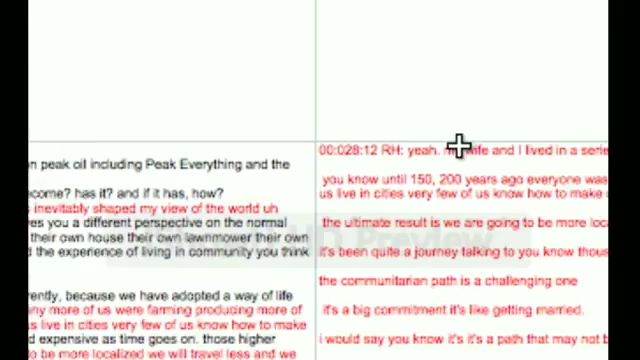 n peak oil including Peak Everything and the
come? has it? and if it has, how?
s inevitably shaped my view of the world uh
es you a different perspective on the normal
their own house their own lawnmower their own
d the experience of living in community you think
rently, because we have adopted a way of life
ny more of us were farming producing more of
us live in cities very few of us know how to make
d expensive as time goes on. those higher
o be more localized we will travel less and we
00:028:12 RH: yeah. my wife and I lived in a serie
you know until 150, 200 years ago everyone was
us live in cities very few of us know how to make
the ultimate result is we are going to be more loca
it's been quite a journey talking to you know thous
the communitarian path is a challenging one
it's a big commitment it's like getting married.
i would say you know it's it's a path that may not b
Preview